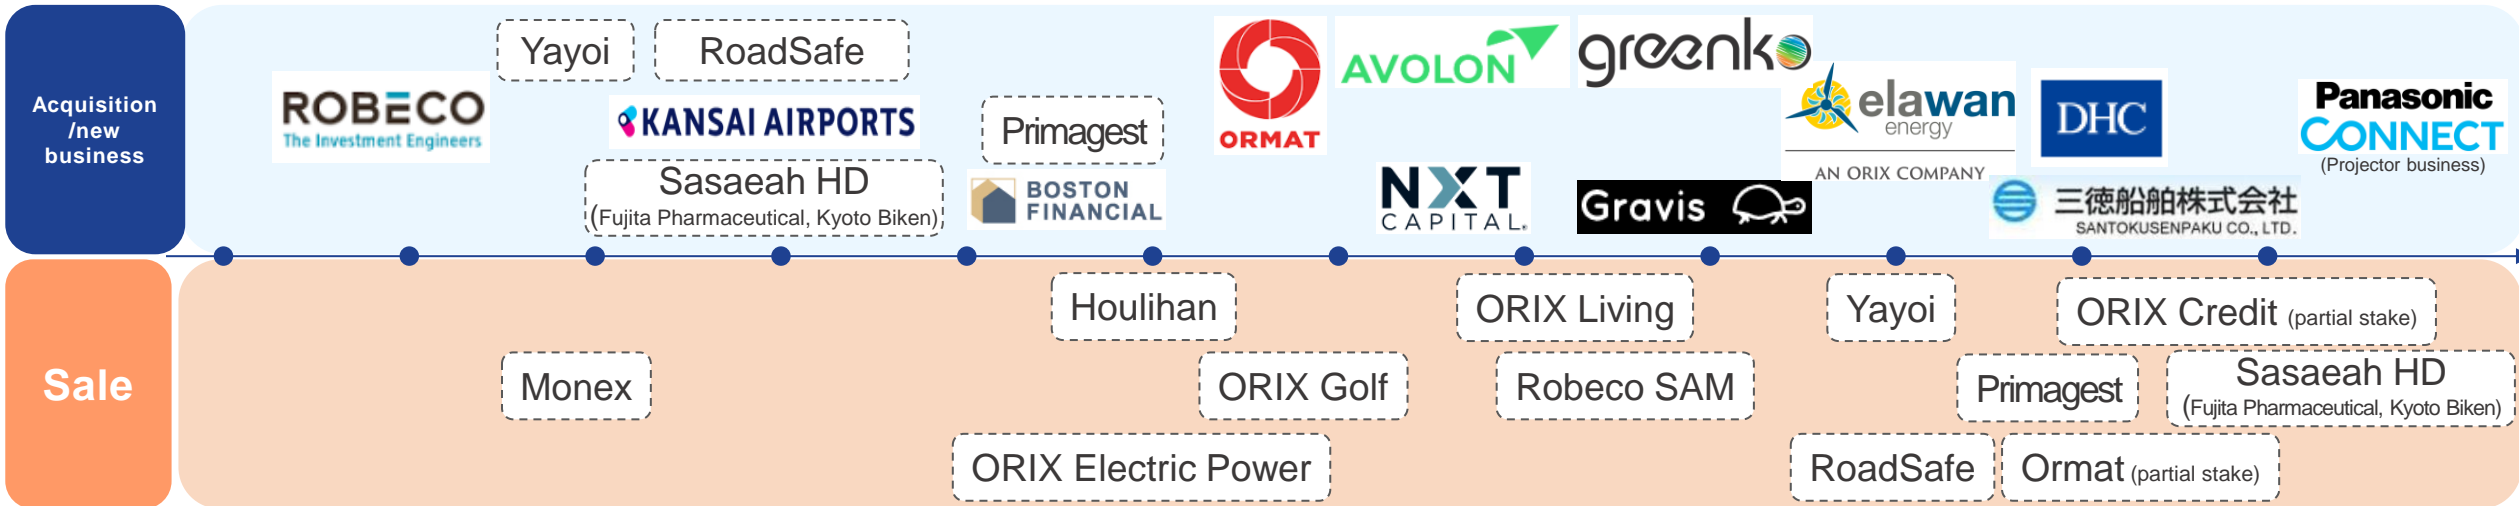 Acquisition
/new
business
ROBECO
The Investment Engineers
Yayoi
RoadSafe
KANSAI AIRPORTS
Sasaeah HD
(Fujita Pharmaceutical, Kyoto Biken)
Primagest
BOSTON
FINANCIAL
ORMAT
AVOLON
NXT
CAPITAL®
greenko
Gravis
elawan
energy
AN ORIX COMPANY
DHC
三徳船舶株式会社
SANTOKUSENPAKU CO., LTD.
Panasonic
CONNECT
(Projector business)
Sale
Monex
Houlihan
ORIX Golf
ORIX Electric Power
ORIX Living
Robeco SAM
Yayoi
RoadSafe
ORIX Credit (partial stake)
Primagest
Sasaeah HD
(Fujita Pharmaceutical, Kyoto Biken)
Ormat (partial stake)